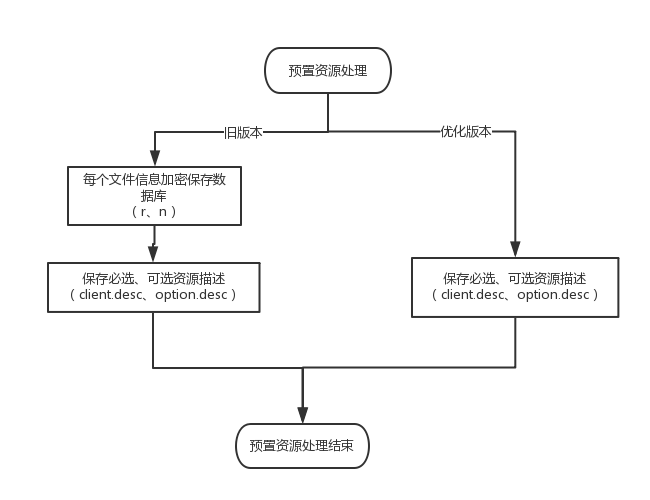 预置资源处理
旧版本
优化版本
每个文件信息加密保存数
据库
（r、n）
保存必选、可选资源描述
（client.desc、option.desc）
保存必选、可选资源描述
（client.desc、option.desc）
预置资源处理结束